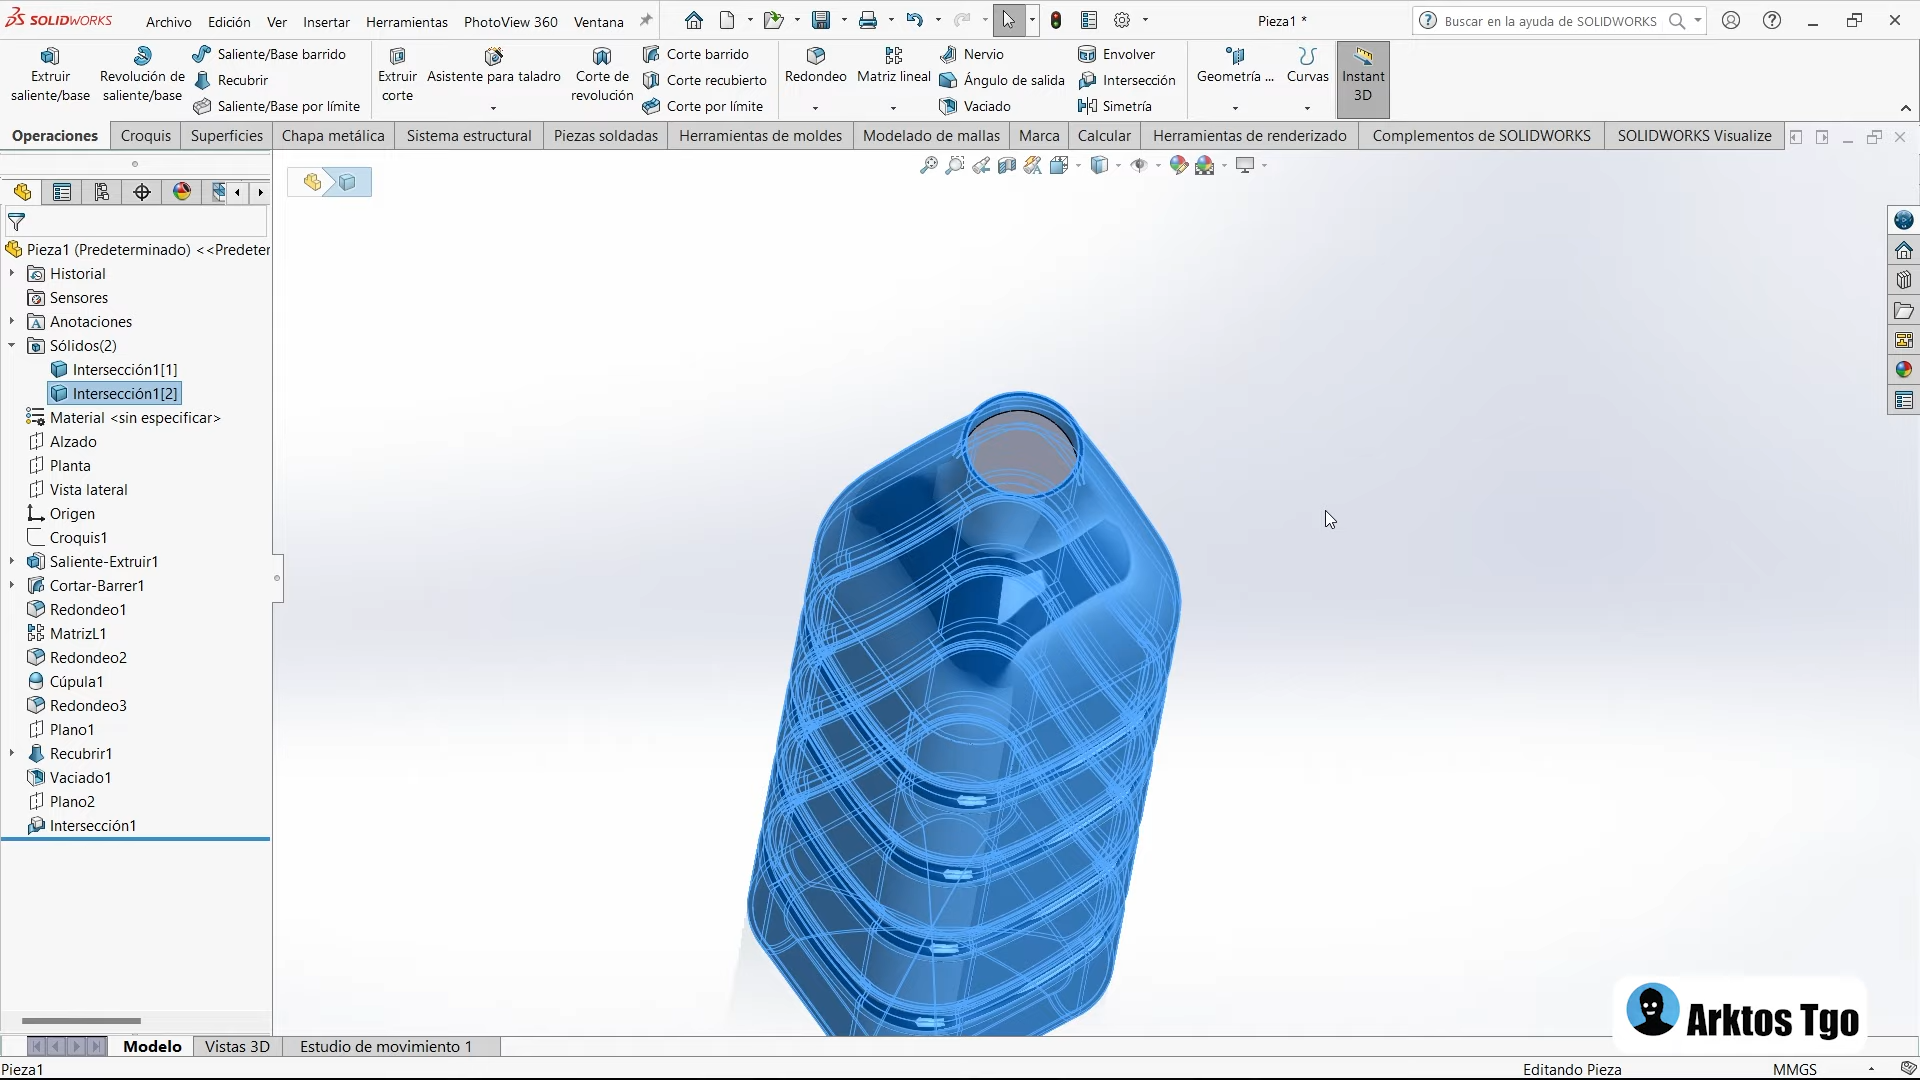 SOLIDWORKS
Archivo Edición Ver Insertar Herramientas PhotoView 360 Ventana
Pieza1 *
Buscar en la ayuda de SOLIDWORKS
Extruir saliente/base
Revolución de saliente/base
Saliente/Base barrido
Recubrir
Saliente/Base por límite
Extruir corte
Asistente para taladro
Corte de revolución
Corte barrido
Corte recubierto
Corte por límite
Redondeo
Matriz lineal
Nervio
Ángulo de salida
Vaciado
Envolver
Intersección
Simetría
Geometría ...
Curvas
Instant 3D
Operaciones Croquis Superficies Chapa metálica Sistema estructural Piezas soldadas Herramientas de moldes Modelado de mallas Marca Calcular Herramientas de renderizado Complementos de SOLIDWORKS SOLIDWORKS Visualize
Pieza1 (Predeterminado) <<Predeter
Historial
Sensores
Anotaciones
Sólidos(2)
Intersección1[1]
Intersección1[2]
Material <sin especificar>
Alzado
Planta
Vista lateral
Origen
Croquis1
Saliente-Extruir1
Cortar-Barrer1
Redondeo1
MatrizL1
Redondeo2
Cúpula1
Redondeo3
Plano1
Recubrir1
Vaciado1
Plano2
Intersección1
Arktos Tgo
Modelo Vistas 3D Estudio de movimiento 1
Pieza1
Editando Pieza
MMGS